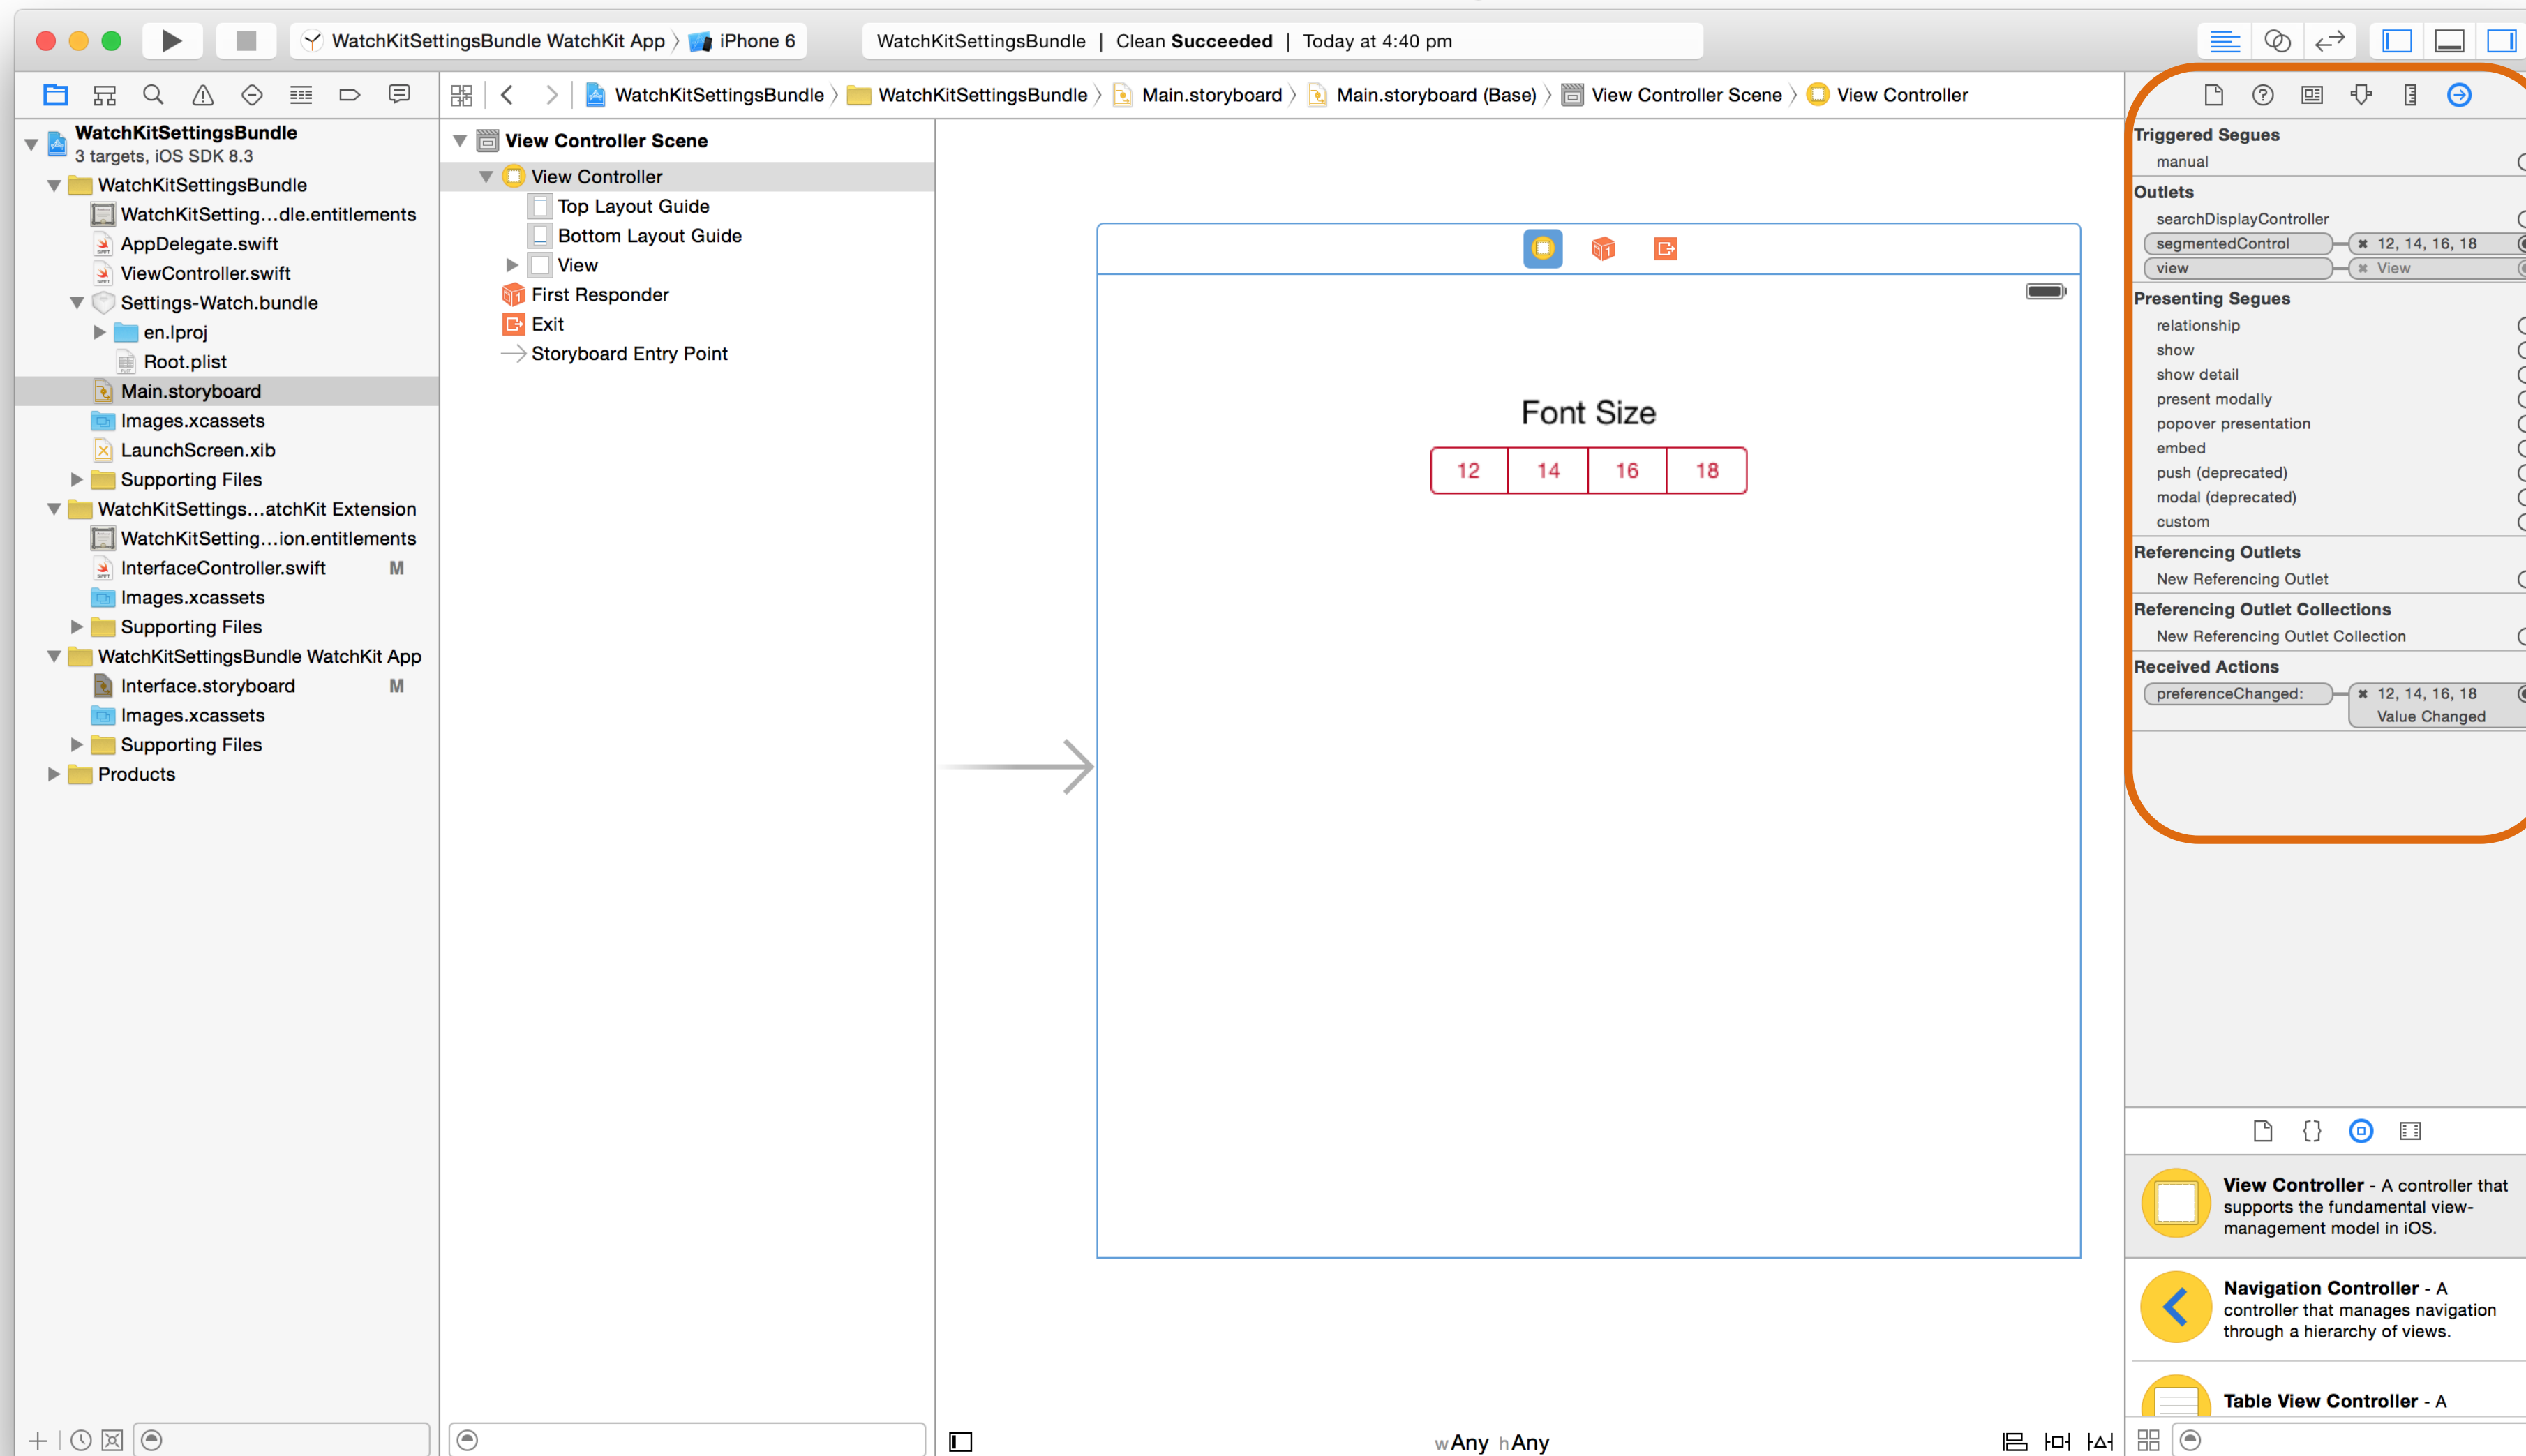 WatchKitSettingsBundle WatchKit App
iPhone 6
WatchKitSettingsBundle | Clean Succeeded | Today at 4:40 pm
WatchKitSettingsBundle
WatchKitSettingsBundle
Main.storyboard
Main.storyboard (Base)
View Controller Scene
View Controller
WatchKitSettingsBundle
3 targets, iOS SDK 8.3
WatchKitSettingsBundle
WatchKitSetting...dle.entitlements
AppDelegate.swift
ViewController.swift
Settings-Watch.bundle
en.lproj
Root.plist
Main.storyboard
Images.xcassets
LaunchScreen.xib
Supporting Files
WatchKitSettings...atchKit Extension
WatchKitSetting...ion.entitlements
InterfaceController.swift M
Images.xcassets
Supporting Files
WatchKitSettingsBundle WatchKit App
Interface.storyboard M
Images.xcassets
Supporting Files
Products
View Controller Scene
View Controller
Top Layout Guide
Bottom Layout Guide
View
First Responder
Exit
Storyboard Entry Point
Font Size
12 14 16 18
wAny hAny
Triggered Segues
manual
Outlets
searchDisplayController
segmentedControl 12, 14, 16, 18
view View
Presenting Segues
relationship
show
show detail
present modally
popover presentation
embed
push (deprecated)
modal (deprecated)
custom
Referencing Outlets
New Referencing Outlet
Referencing Outlet Collections
New Referencing Outlet Collection
Received Actions
preferenceChanged: 12, 14, 16, 18
Value Changed
View Controller - A controller that
supports the fundamental view-
management model in iOS.
Navigation Controller - A
controller that manages navigation
through a hierarchy of views.
Table View Controller - A